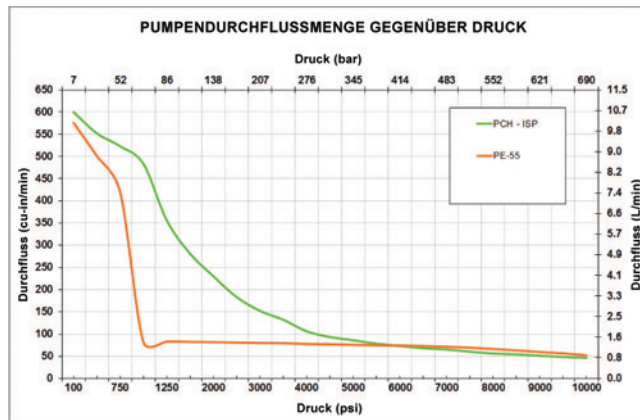 PUMPENDURCHFLUSSMENGE GEGENÜBER DRUCK
Druck (bar)
7 52 86 138 207 276 345 414 483 552 621 690
650 11.5
600 10.7
550 9.8
500 9.0
450 8.2
400 7.4
350 6.6
300 5.7
250 4.9
200 4.1
150 3.3
100 2.5
50 1.6
0 0.8
0.0
Durchfluss (cu-in/min)
Durchfluss (L/min)
PCH - ISP
PE-55
100 750 1250 2000 3000 4000 5000 6000 7000 8000 9000 10000
Druck (psi)